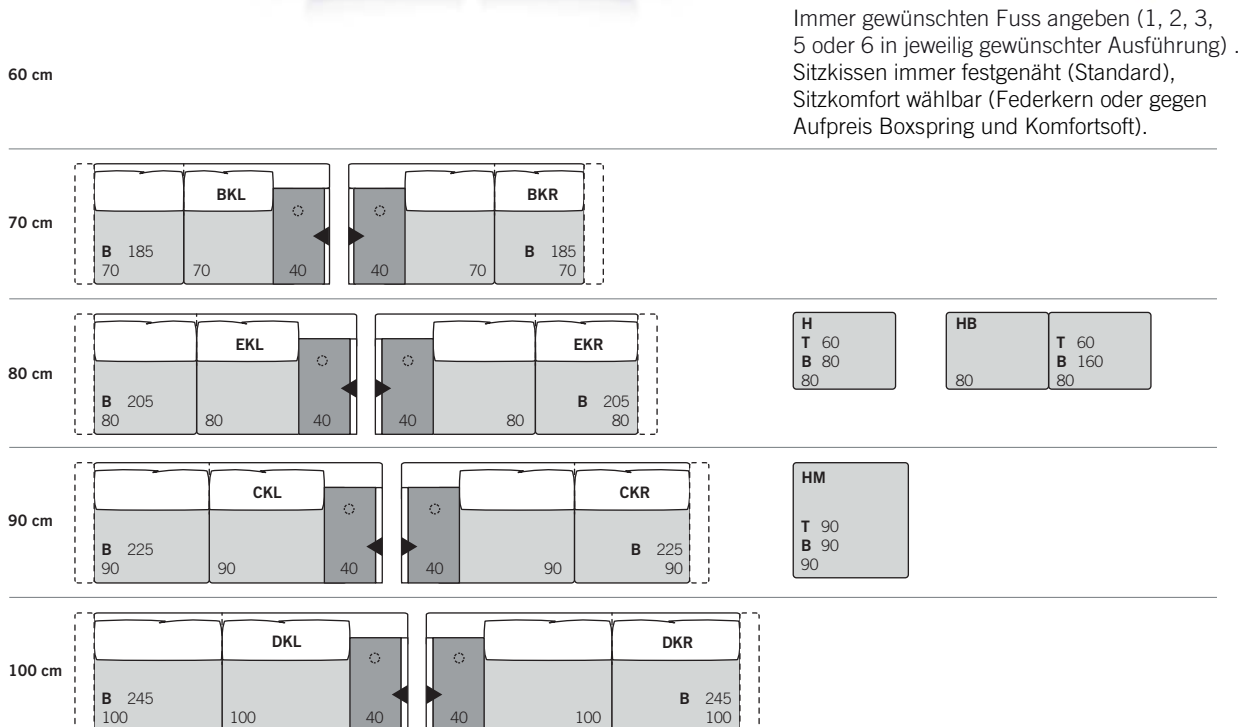 Immer gewünschten Fuss angeben (1, 2, 3,
5 oder 6 in jeweilig gewünschter Ausführung) .
Sitzkissen immer festgenäht (Standard),
Sitzkomfort wählbar (Federkern oder gegen
Aufpreis Boxspring und Komfortsoft).
60 cm
70 cm
BKL
B 185
70 70 40
BKR
B 185
40 70 70
80 cm
EKL
B 205
80 80 40
EKR
B 205
40 80 80
H
T 60
B 80
80
HB
T 60
B 160
80 80
90 cm
CKL
B 225
90 90 40
CKR
B 225
40 90 90
HM
T 90
B 90
90
100 cm
DKL
B 245
100 100 40
DKR
B 245
40 100 100